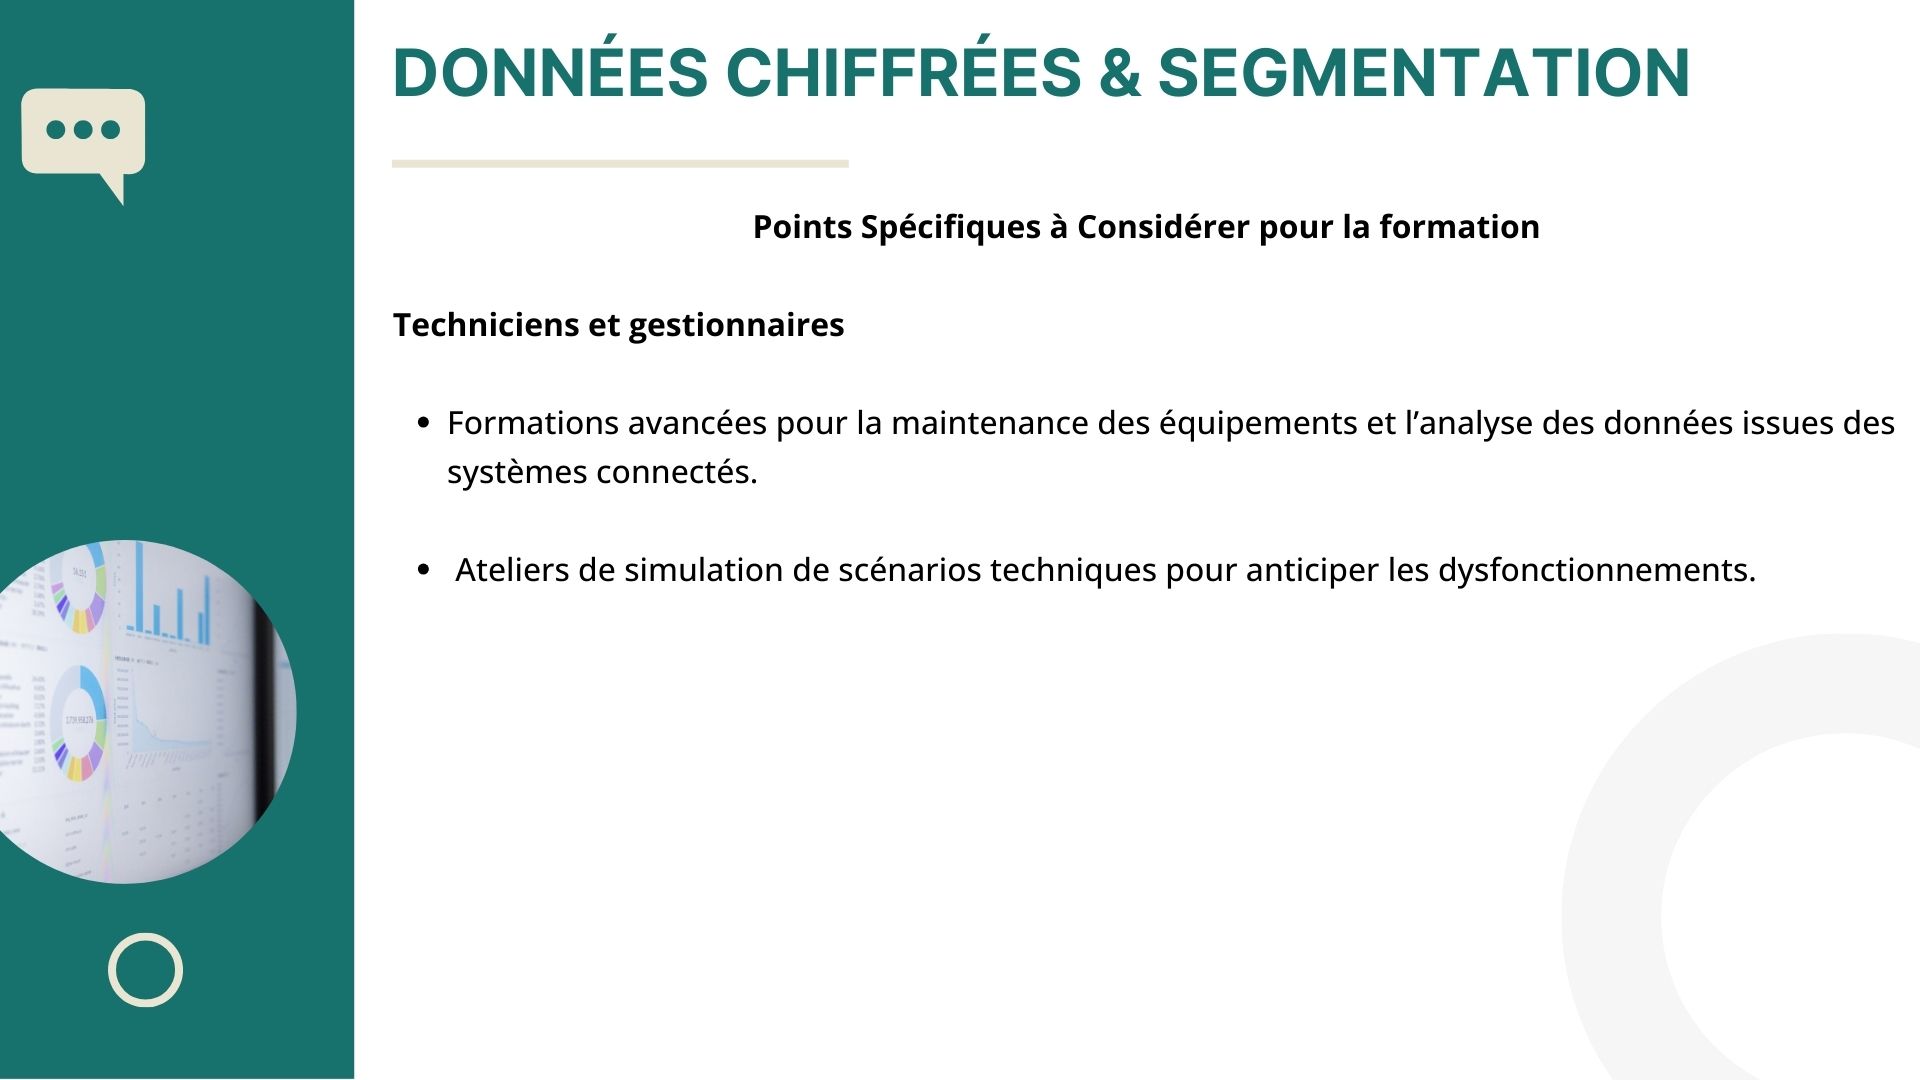 DONNÉES CHIFFRÉES & SEGMENTATION
Points Spécifiques à Considérer pour la formation
Techniciens et gestionnaires
Formations avancées pour la maintenance des équipements et l’analyse des données issues des
systèmes connectés.
Ateliers de simulation de scénarios techniques pour anticiper les dysfonctionnements.